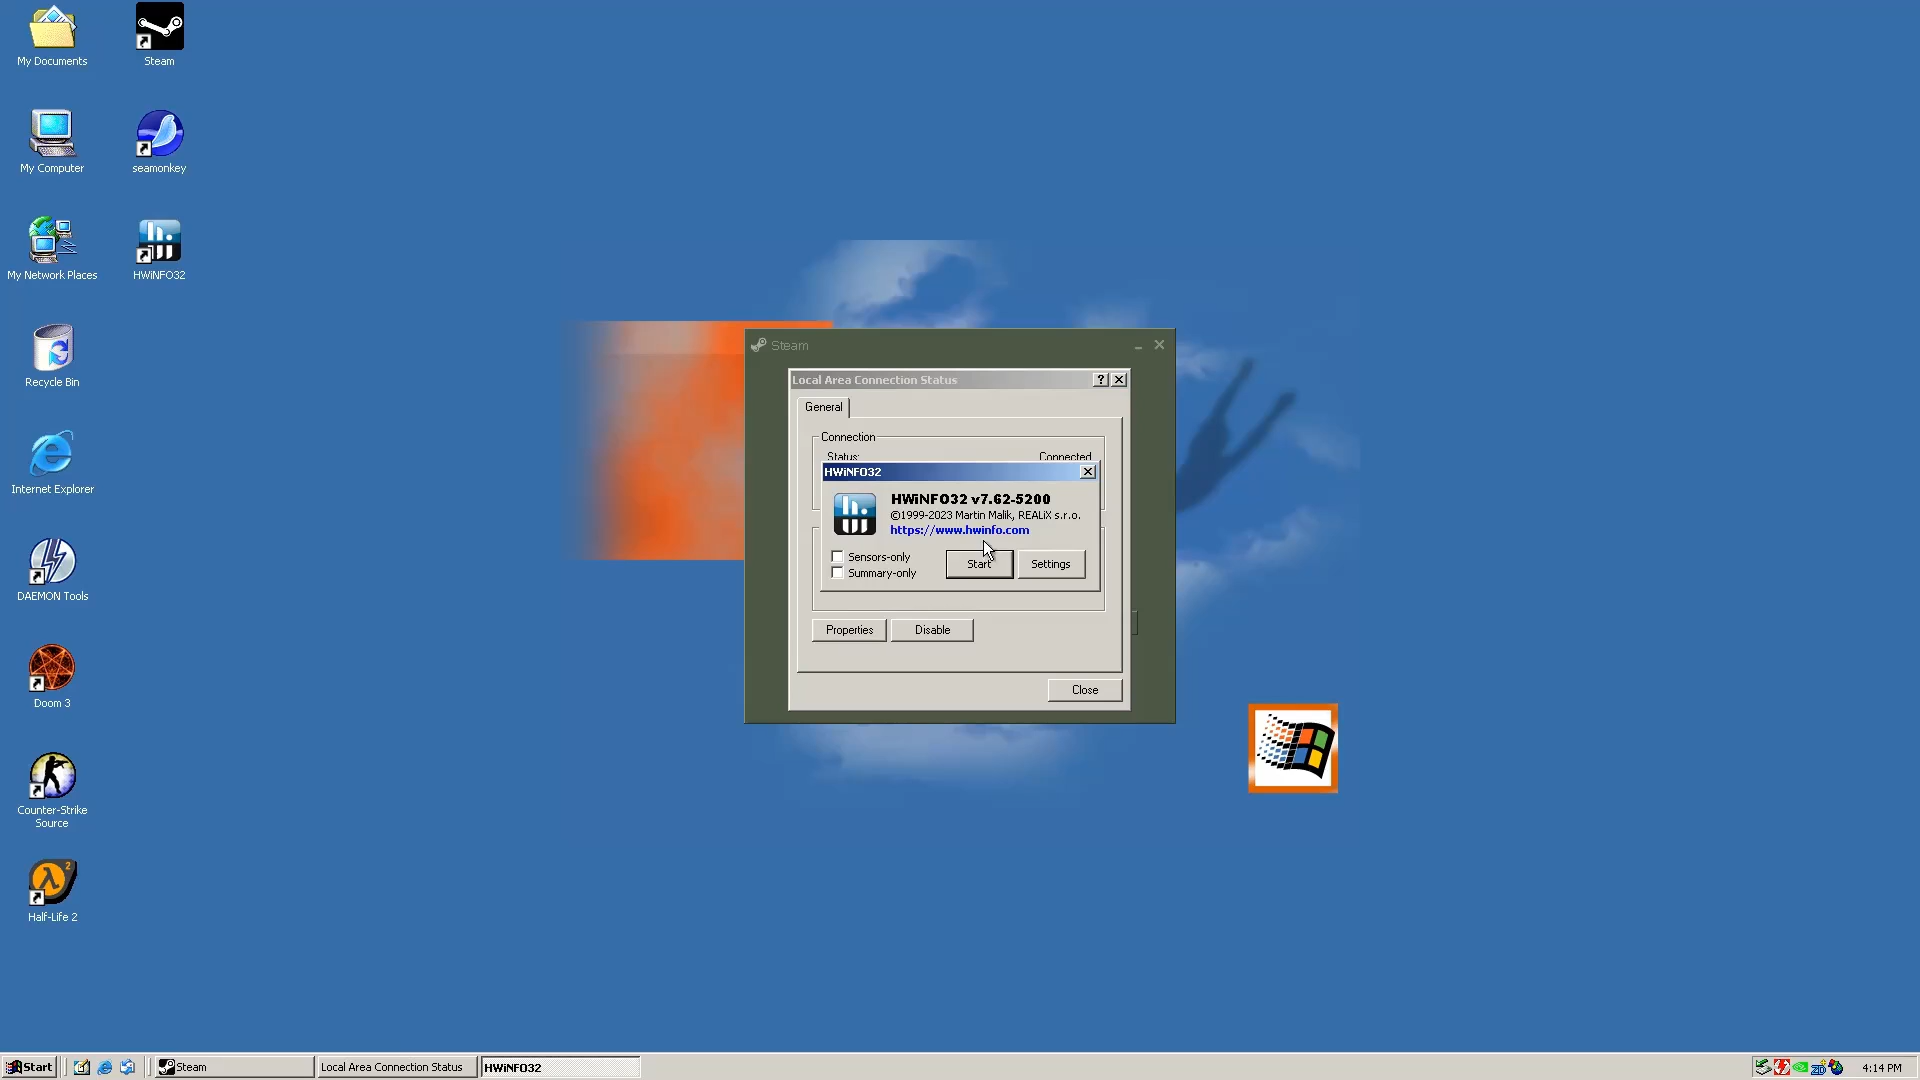 My Documents
Steam
My Computer
seamonkey
My Network Places
HWiNFO32
Recycle Bin
Internet Explorer
DAEMON Tools
Doom 3
Counter-Strike
Source
2
Half-Life 2
Steam
Local Area Connection Status
General
Connection
Status: Connected
HWiNFO32
HWiNFO32 v7.62-5200
©1999-2023 Martin Malik, REALiX s.r.o.
https://www.hwinfo.com
Sensors-only
Summary-only
Start
Settings
Properties
Disable
Close
Start
Steam
Local Area Connection Status
HWiNFO32
4:14 PM